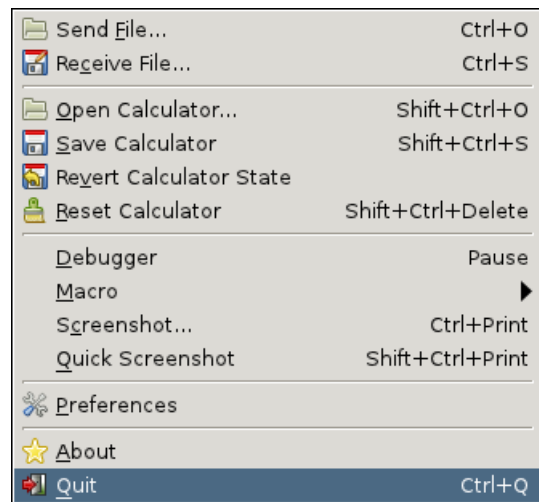 Send File... Ctrl+O
Receive File... Ctrl+S
Open Calculator... Shift+Ctrl+O
Save Calculator Shift+Ctrl+S
Revert Calculator State
Reset Calculator Shift+Ctrl+Delete
Debugger Pause
Macro
Screenshot... Ctrl+Print
Quick Screenshot Shift+Ctrl+Print
Preferences
About
Quit Ctrl+Q